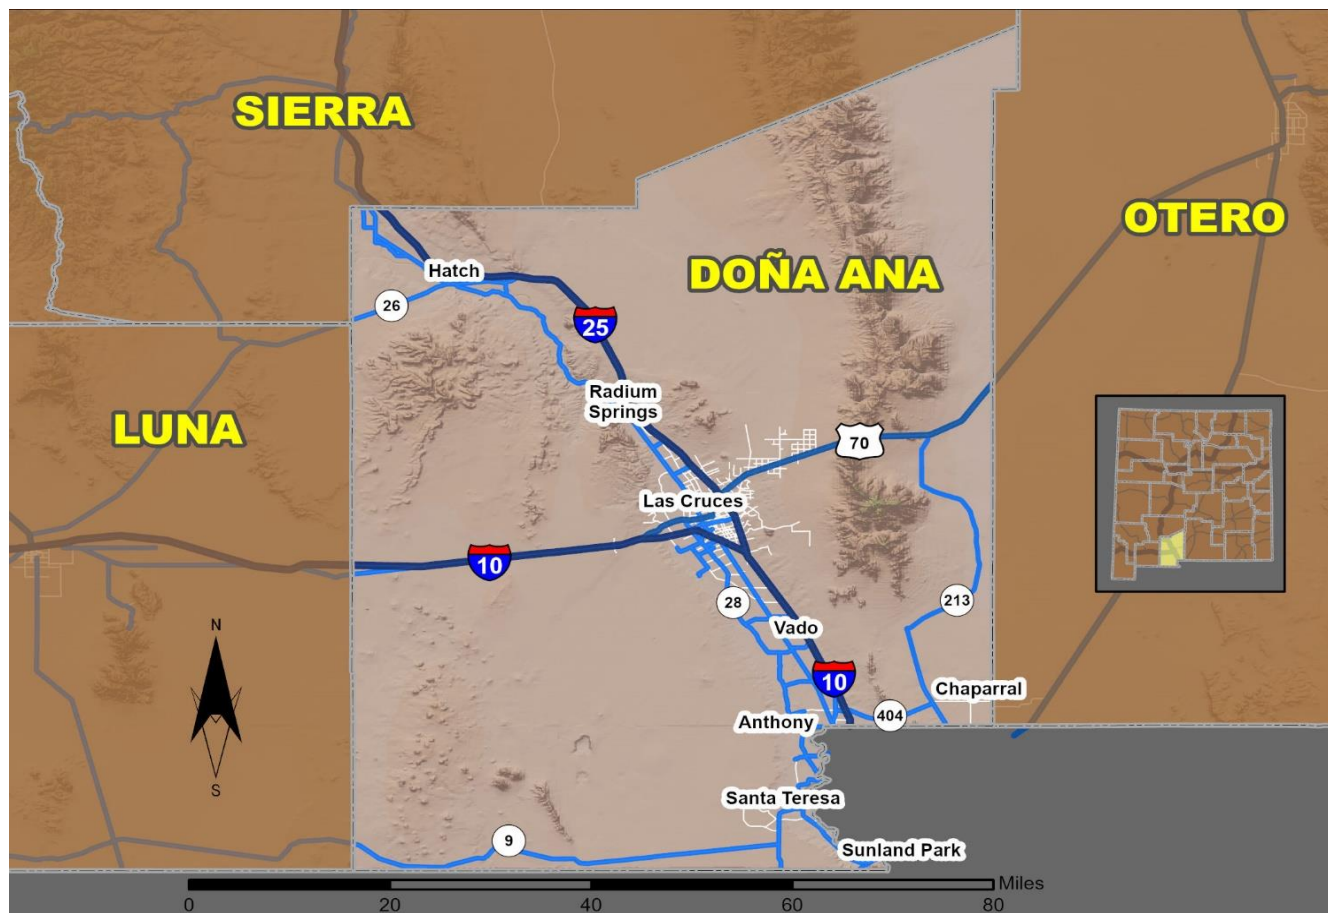 SIERRA
OTERO
DOÑA ANA
Hatch
26
25
Radium
Springs
LUNA
70
Las Cruces
10
28
213
Vado
N
10
Chaparral
404
Anthony
S
Santa Teresa
9
Sunland Park
Miles
0 20 40 60 80